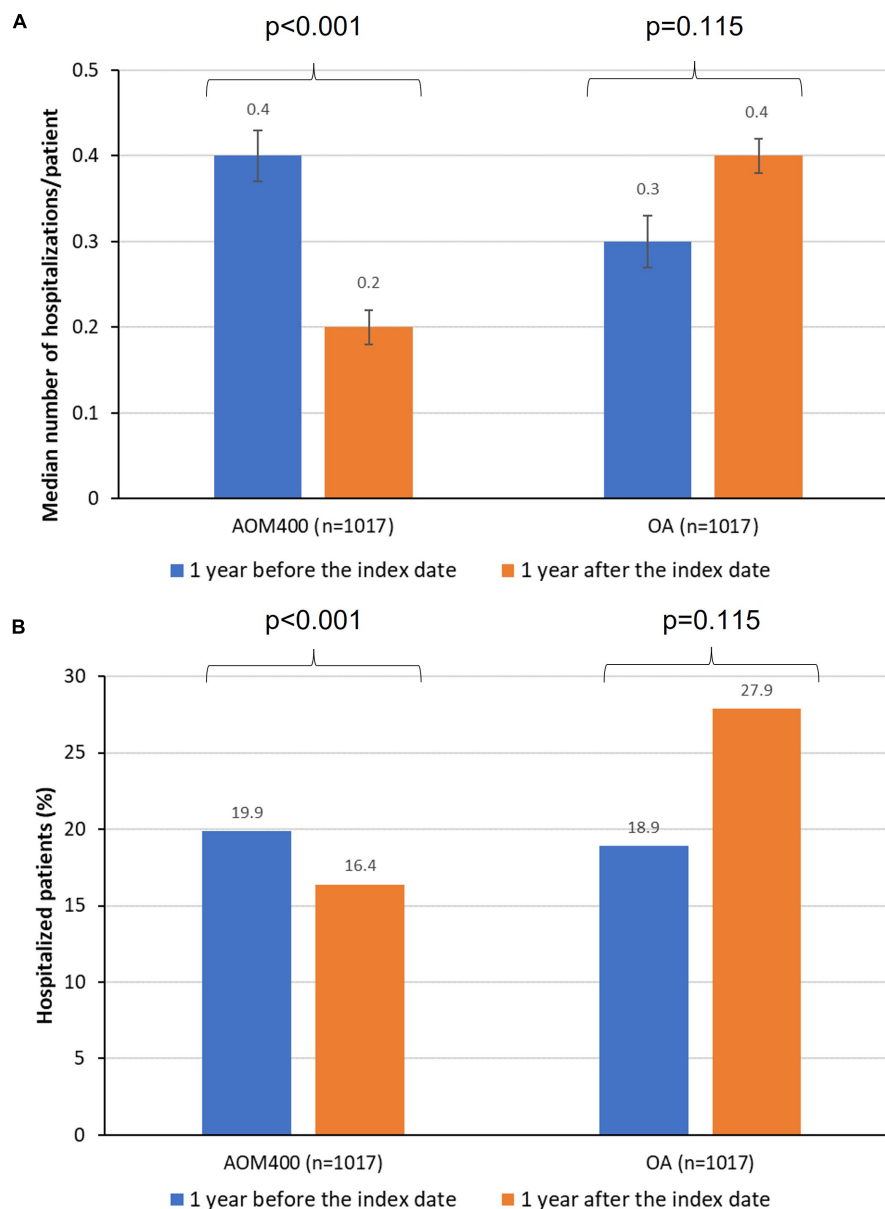 A
p<0.001 p=0.115
Median number of hospitalizations/patient
0.5
0.4
0.3
0.2
0.1
0
0.4
0.2
0.3
0.4
AOM400 (n=1017) OA (n=1017)
1 year before the index date 1 year after the index date
B
p<0.001 p=0.115
Hospitalized patients (%)
30
25
20
15
10
5
0
19.9
16.4
18.9
27.9
AOM400 (n=1017) OA (n=1017)
1 year before the index date 1 year after the index date